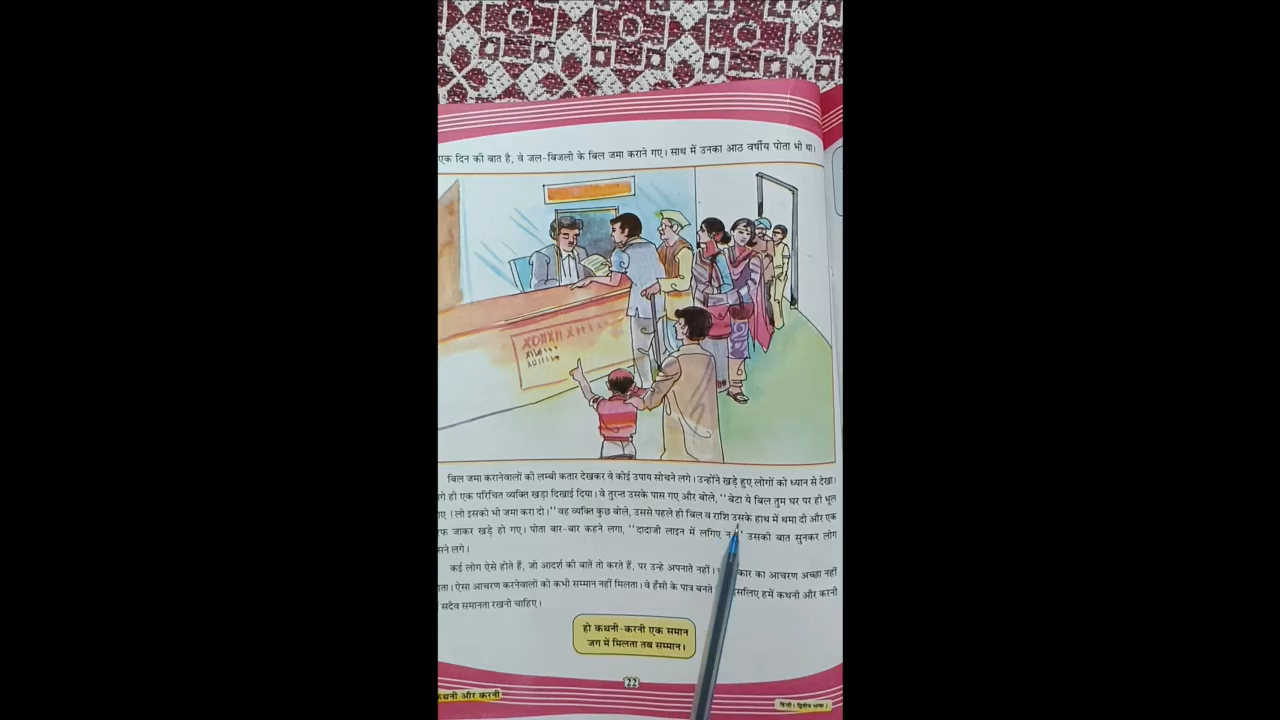 एक दिन की बात है, वे जल-बिजली के बिल जमा कराने गए। साथ में उनका आठ वर्षीय पोता भी था।
बिल जमा करानेवालों की लम्बी कतार देखकर वे कोई उपाय सोचने लगे। उन्होंने खड़े हुए लोगों को ध्यान से देखा।
गे ही एक परिचित व्यक्ति खड़ा दिखाई दिया। वे तुरन्त उसके पास गए और बोले, ''बेटा ये बिल तुम घर पर ही भूल
ए ! लो इसको भी जमा करा दो।'' वह व्यक्ति कुछ बोले, उससे पहले ही बिल व राशि उसके हाथ में थमा दी और एक
फ जाकर खड़े हो गए। पोता बार-बार कहने लगा, ''दादाजी लाइन में लगिए '' उसकी बात सुनकर लोग
सने लगे।
कई लोग ऐसे होते हैं, जो आदर्श की बातें तो करते हैं, पर उन्हे अपनाते नहीं। कार का आचरण अच्छा नहीं
ता। ऐसा आचरण करनेवालों को कभी सम्मान नहीं मिलता। वे हँसी के पात्र बनते सलिए हमें कथनी और करनी
सदैव समानता रखनी चाहिए।
हो कथनी-करनी एक समान
जग में मिलता तब सम्मान।
22
कथनी और करनी
हिन्दी (द्वितीय भाषा)